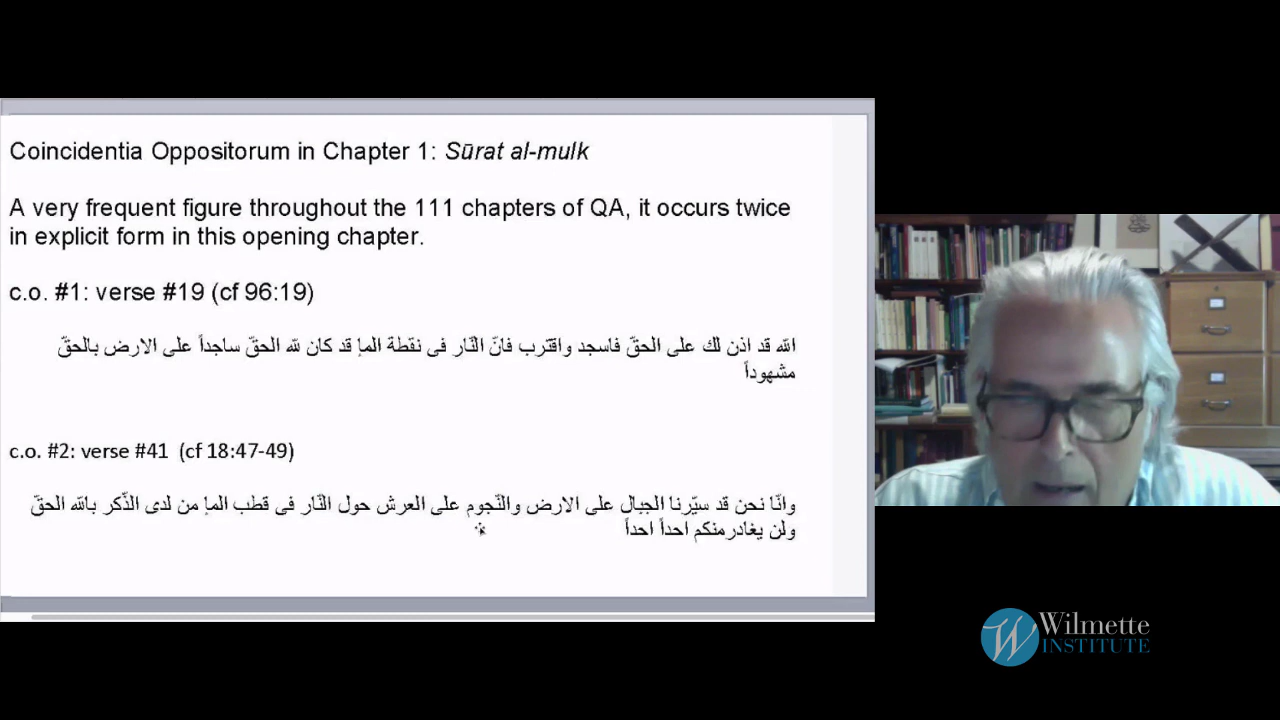 Coincidentia Oppositorum in Chapter 1: Sūrat al-mulk
A very frequent figure throughout the 111 chapters of QA, it occurs twice
in explicit form in this opening chapter.
c.o. #1: verse #19 (cf 96:19)
الله قد اذن لك على الحقّ فاسجد واقترب فانّ النّار فى نقطة المإ قد كان لله الحقّ ساجداً على الارض بالحقّ
مشهوداً
c.o. #2: verse #41 (cf 18:47-49)
وانّا نحن قد سيّرنا الجبال على الارض والنّجوم على العرش حول النّار فى قطب المإ من لدى الذّكر بالله الحقّ
ولن يغادرمنكم احداً احداً
Wilmette
INSTITUTE